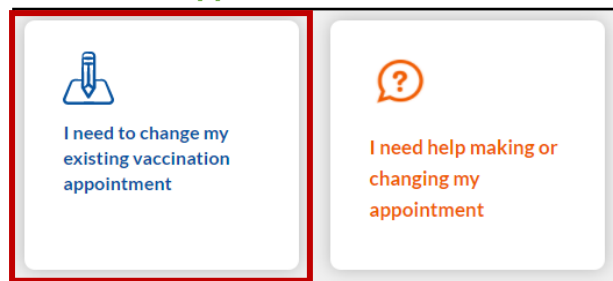 I need to change my
existing vaccination
appointment
I need help making or
changing my
appointment